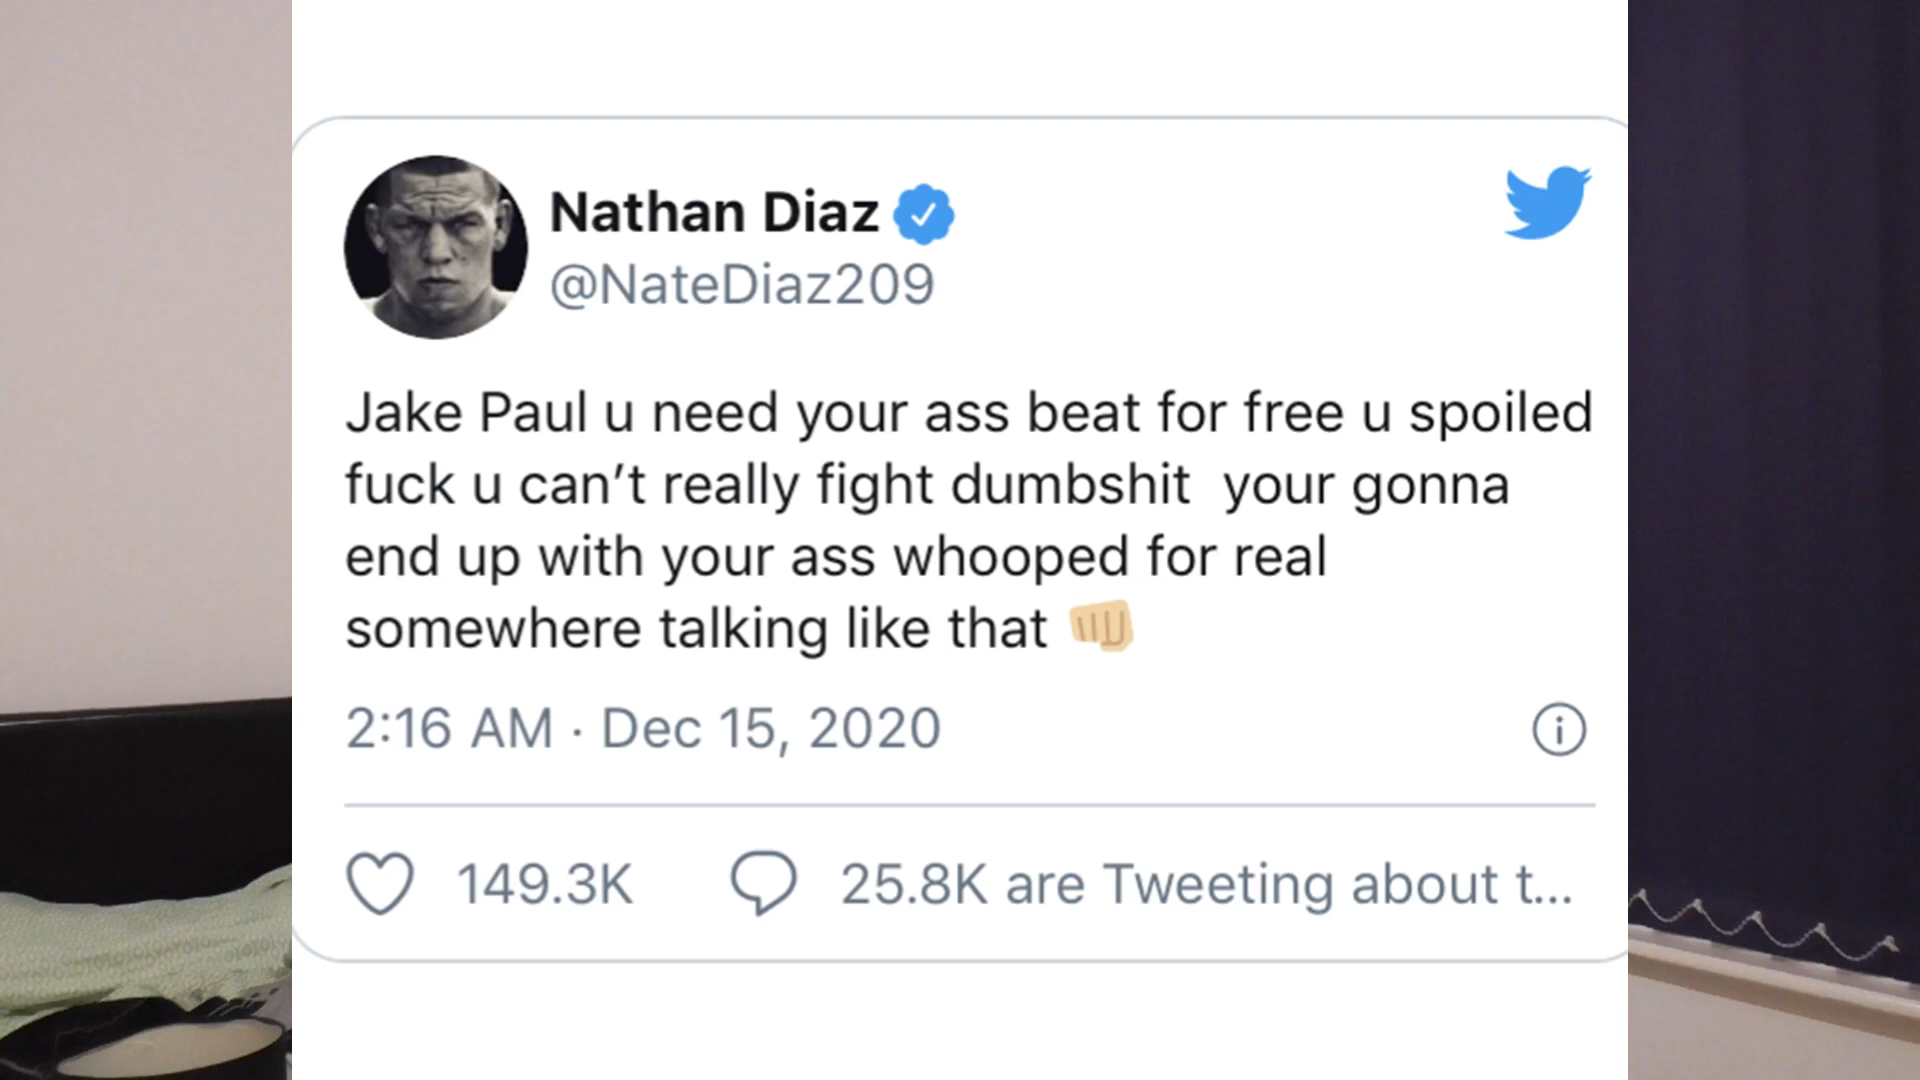 Nathan Diaz
@NateDiaz209
Jake Paul u need your ass beat for free u spoiled
fuck u can’t really fight dumbshit  your gonna
end up with your ass whooped for real
somewhere talking like that 👊🏼
2:16 AM · Dec 15, 2020
149.3K 25.8K are Tweeting about t...